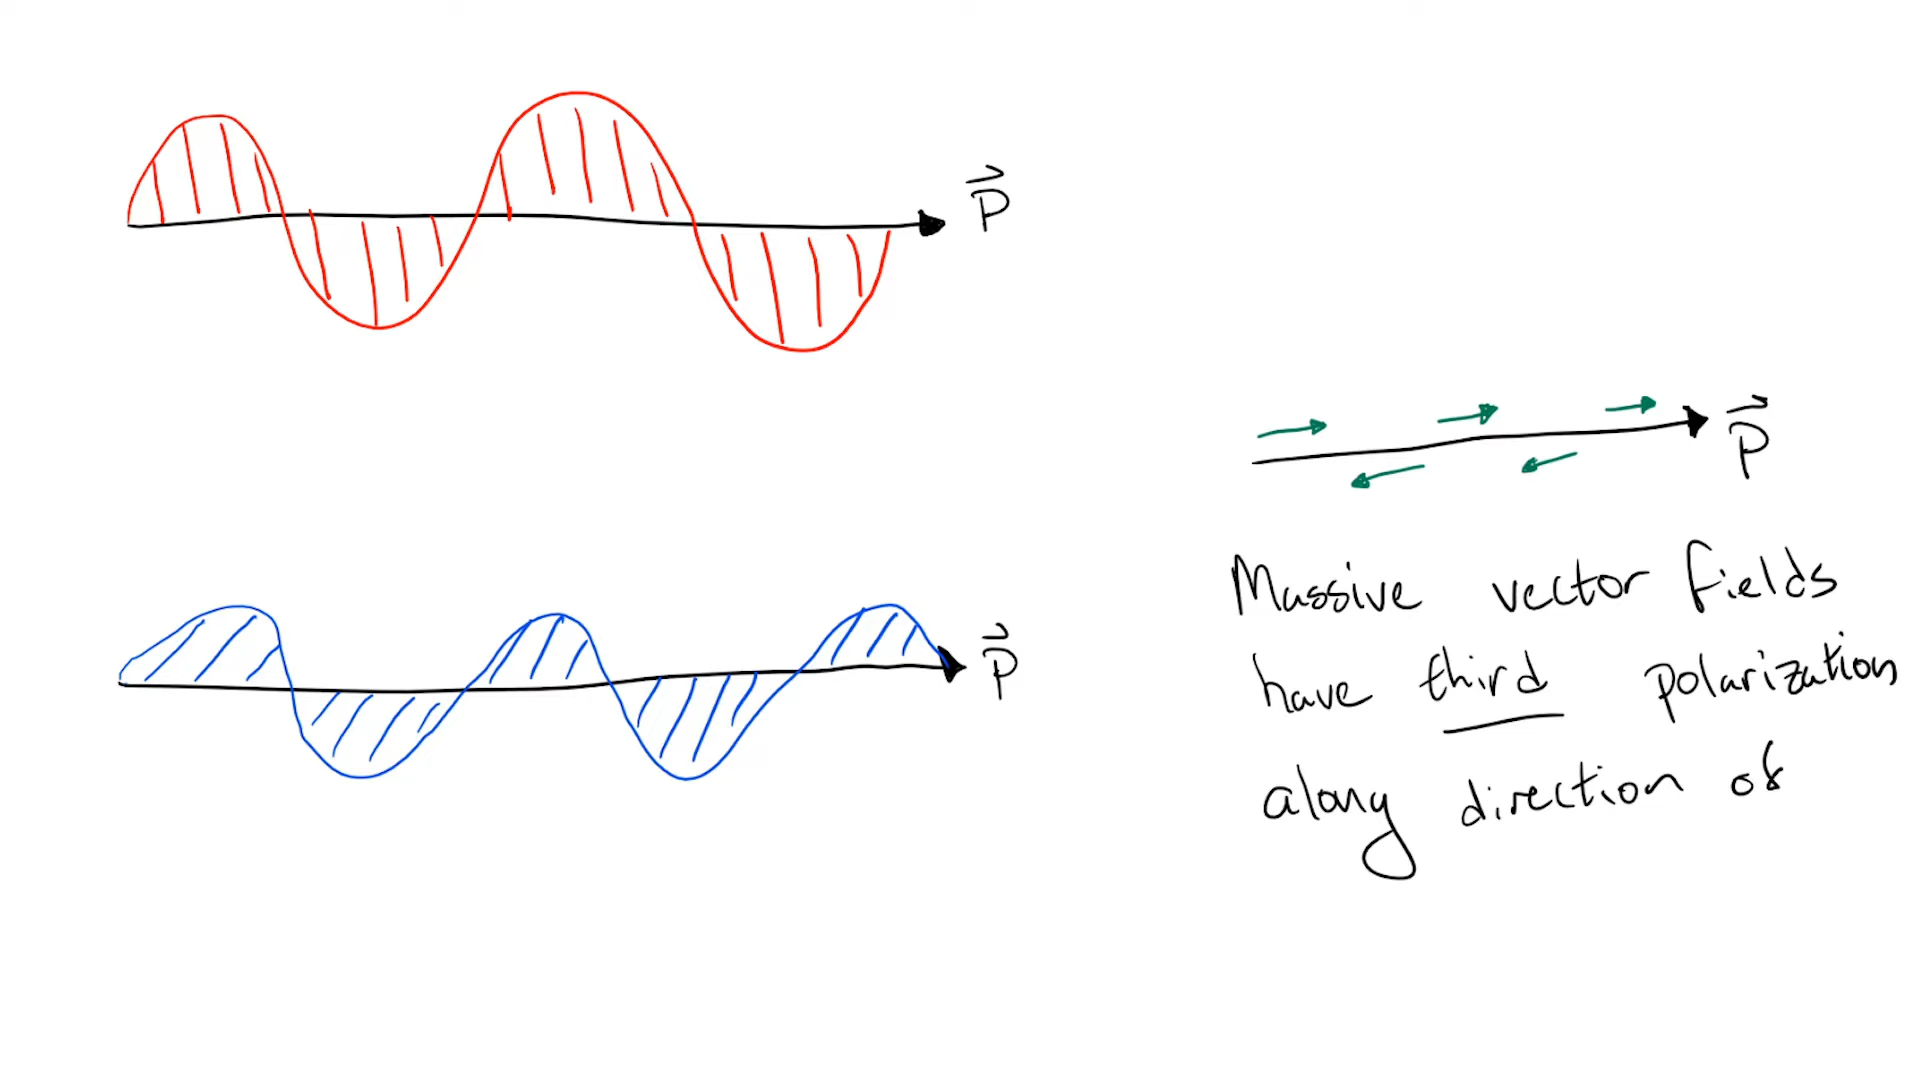 P
P
P
Massive vector fields
have third polarization
along direction of